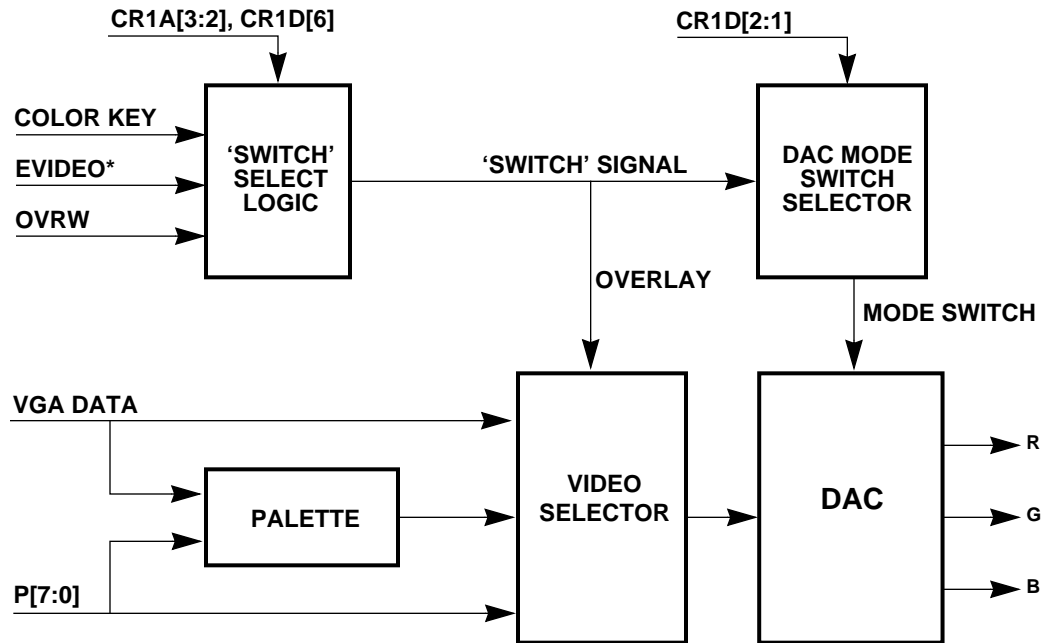 CR1A[3:2], CR1D[6]
CR1D[2:1]
COLOR KEY
EVIDEO*
OVRW
‘SWITCH’
SELECT
LOGIC
‘SWITCH’ SIGNAL
DAC MODE
SWITCH
SELECTOR
OVERLAY
MODE SWITCH
VGA DATA
PALETTE
P[7:0]
VIDEO
SELECTOR
DAC
R
G
B